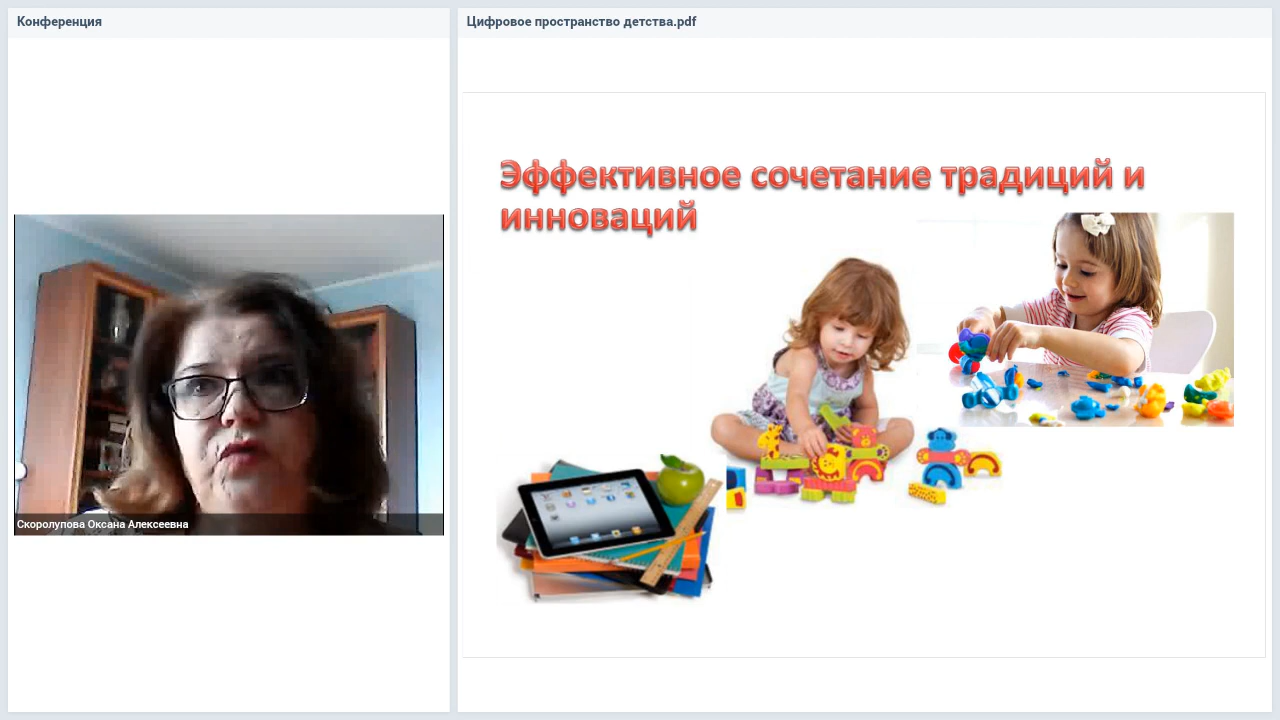 Конференция
Цифровое пространство детства.pdf
Эффективное сочетание традиций и
инноваций
Скоролупова Оксана Алексеевна